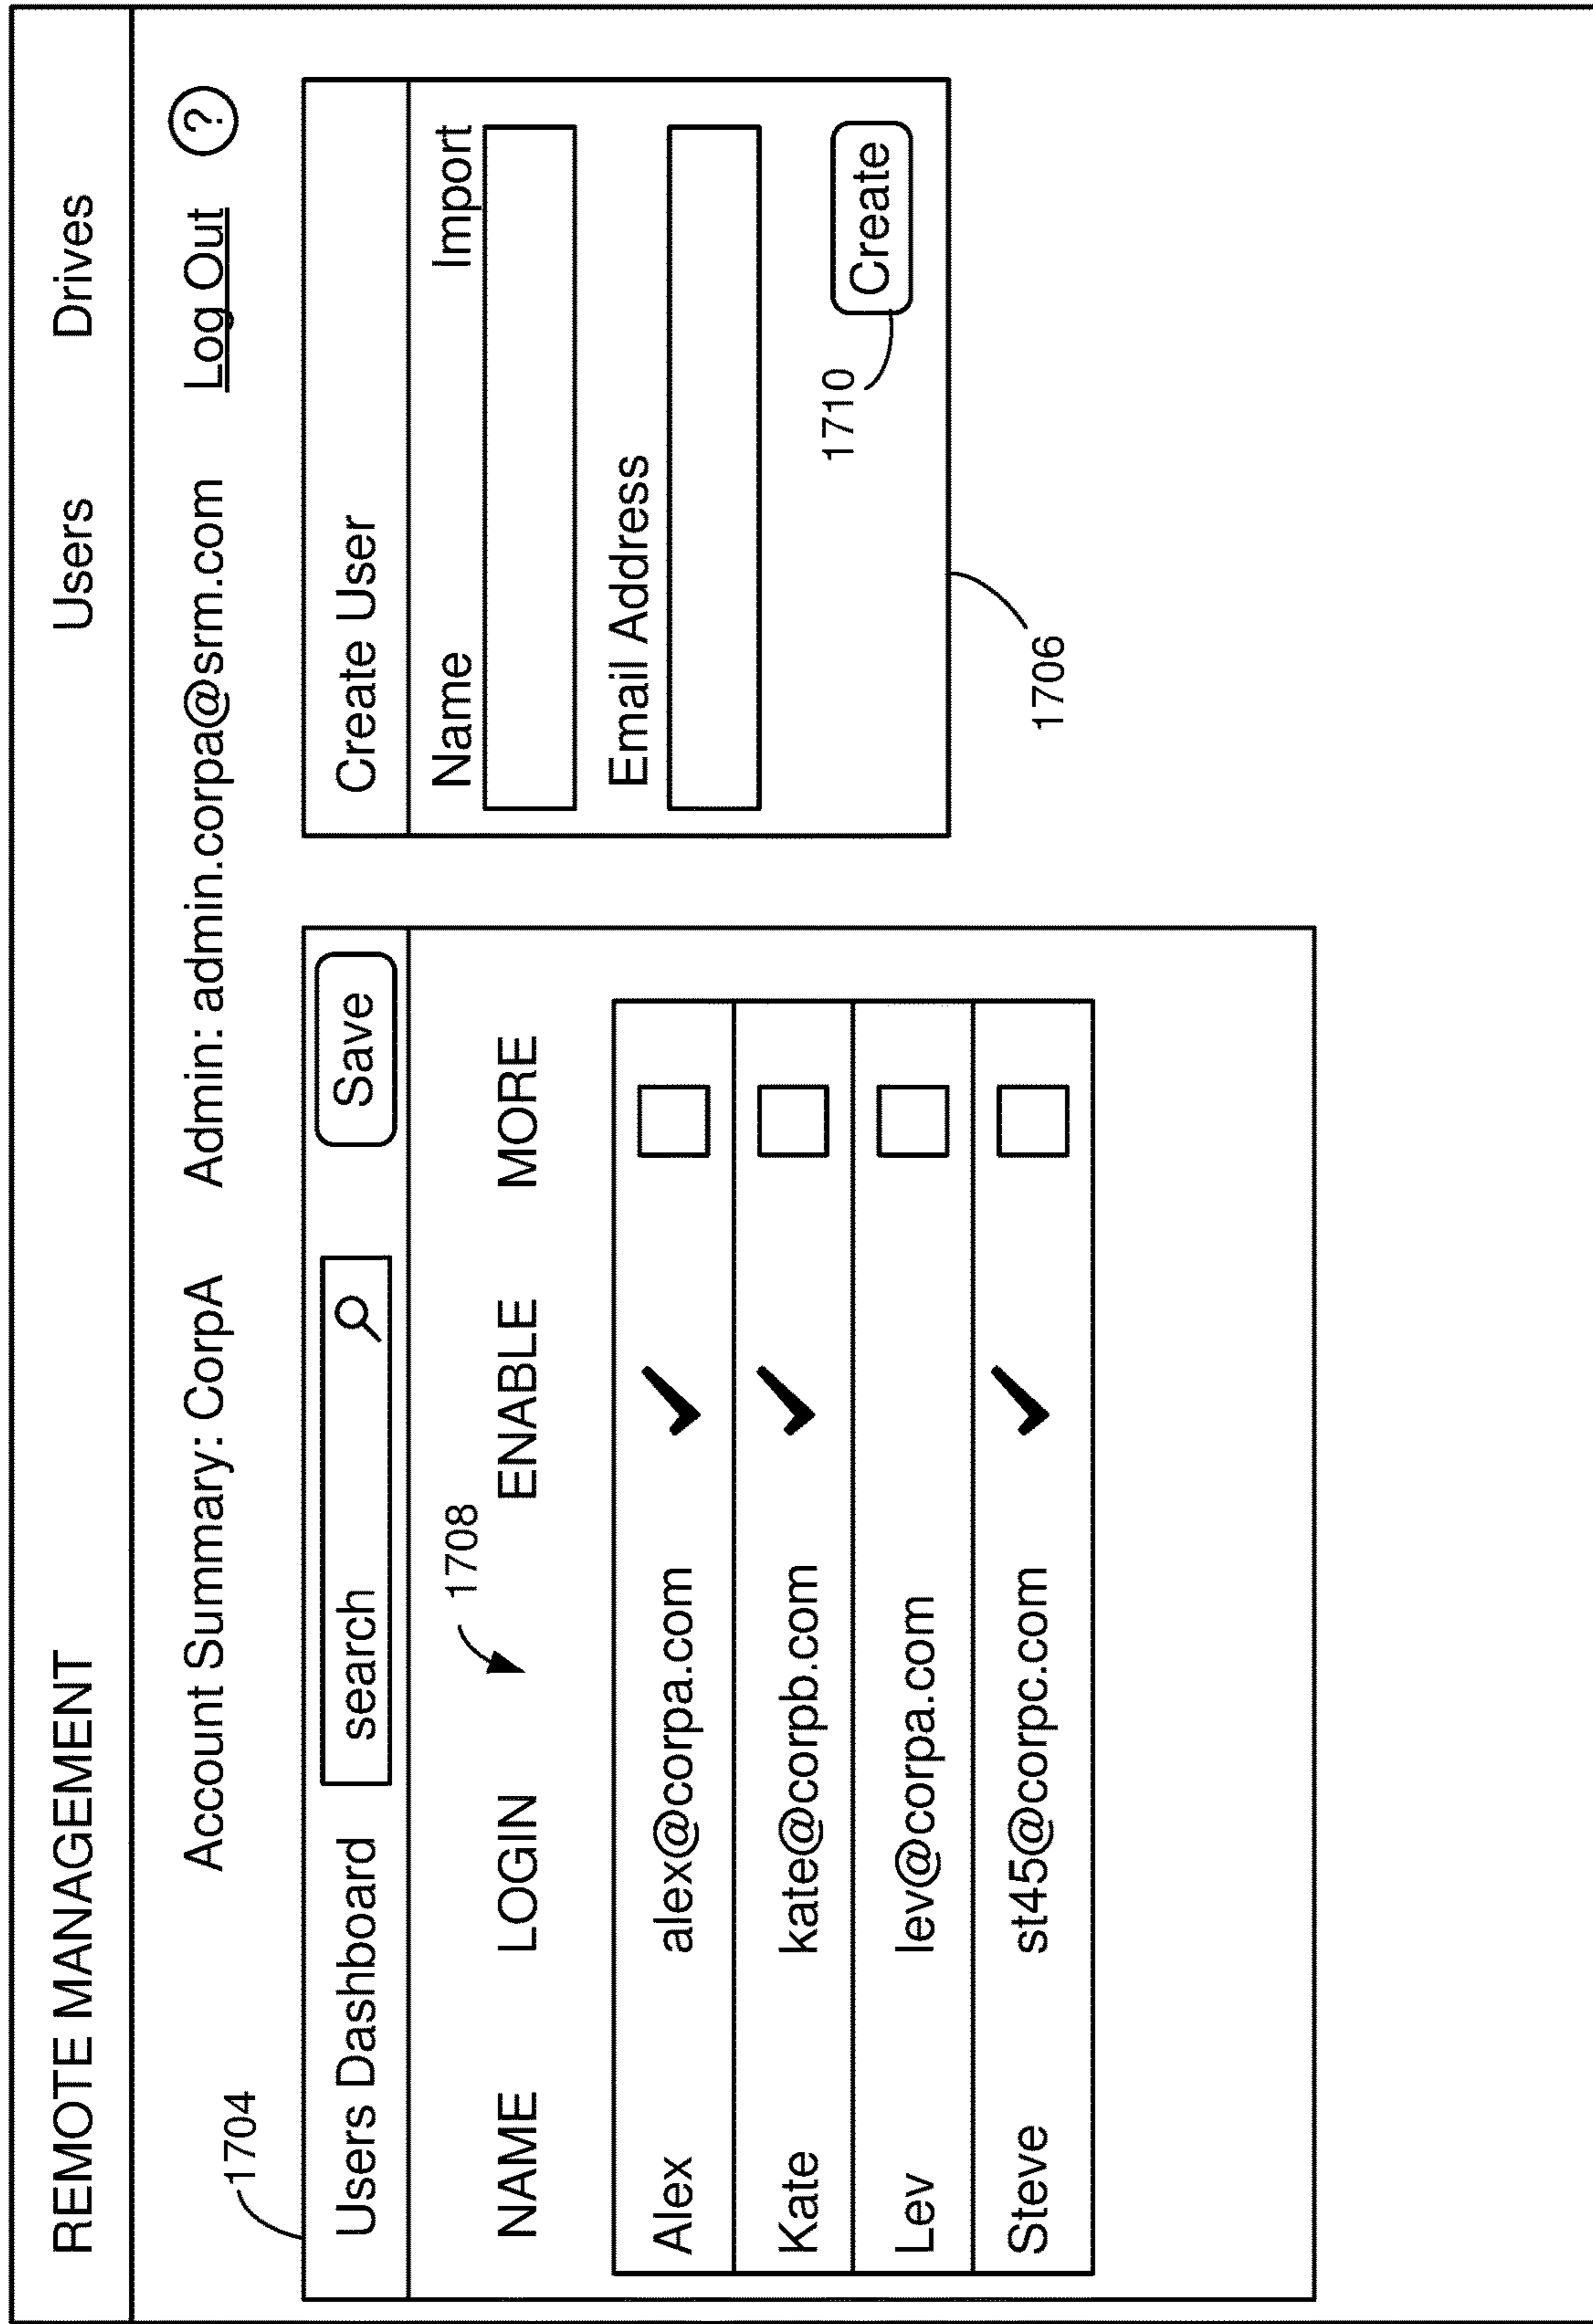 REMOTE MANAGEMENT Users Drives
Account Summary: CorpA Admin: admin.corpa@srm.com Log Out ?
1704
Users Dashboard search Save
1708
NAME LOGIN ENABLE MORE
Alex alex@corpa.com
Kate kate@corpb.com
Lev lev@corpa.com
Steve st45@corpc.com
Create User
Name Import
Email Address
1710
Create
1706